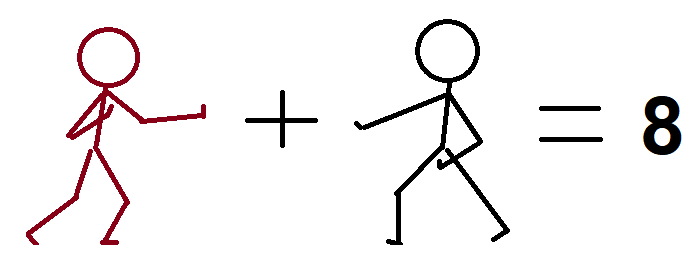 + = 8